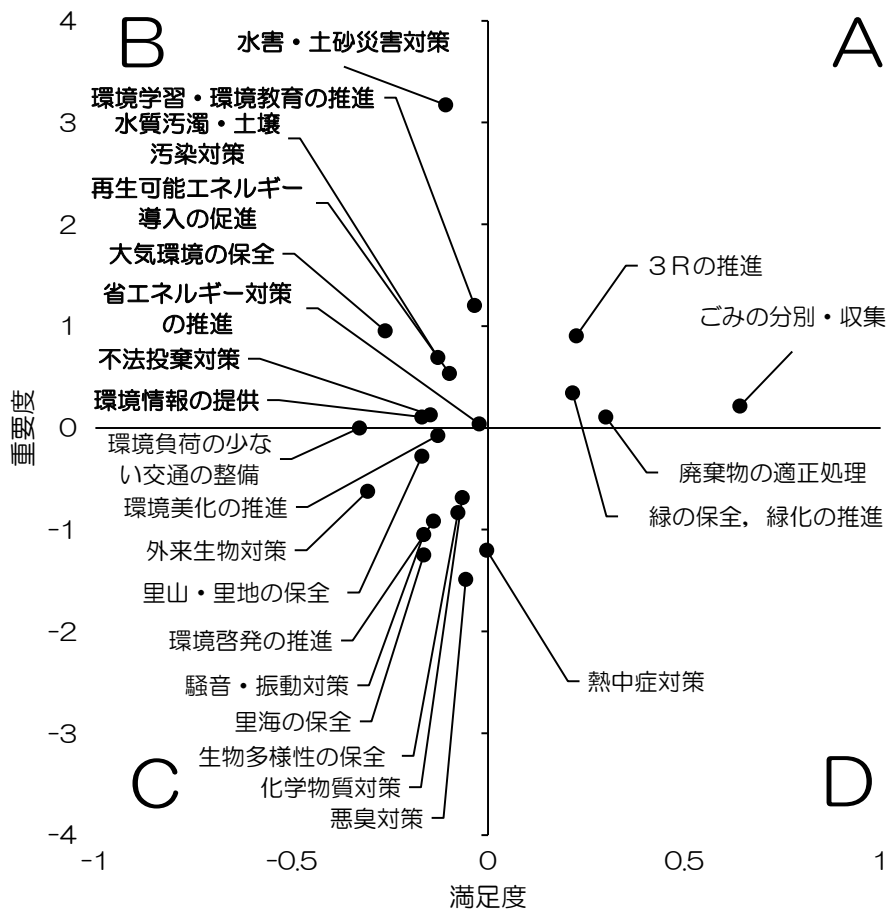 4
B
A
水害・土砂災害対策
環境学習・環境教育の推進
3
水質汚濁・土壌
汚染対策
再生可能エネルギー
導入の促進
2
大気環境の保全
3Rの推進
省エネルギー対策
の推進
ごみの分別・収集
1
不法投棄対策
環境情報の提供
0
重要度
環境負荷の少な
い交通の整備
廃棄物の適正処理
環境美化の推進
緑の保全，緑化の推進
-1
外来生物対策
里山・里地の保全
-2
環境啓発の推進
騒音・振動対策
熱中症対策
里海の保全
-3
生物多様性の保全
C
D
化学物質対策
悪臭対策
-4
-1
-0.5
0
0.5
1
満足度